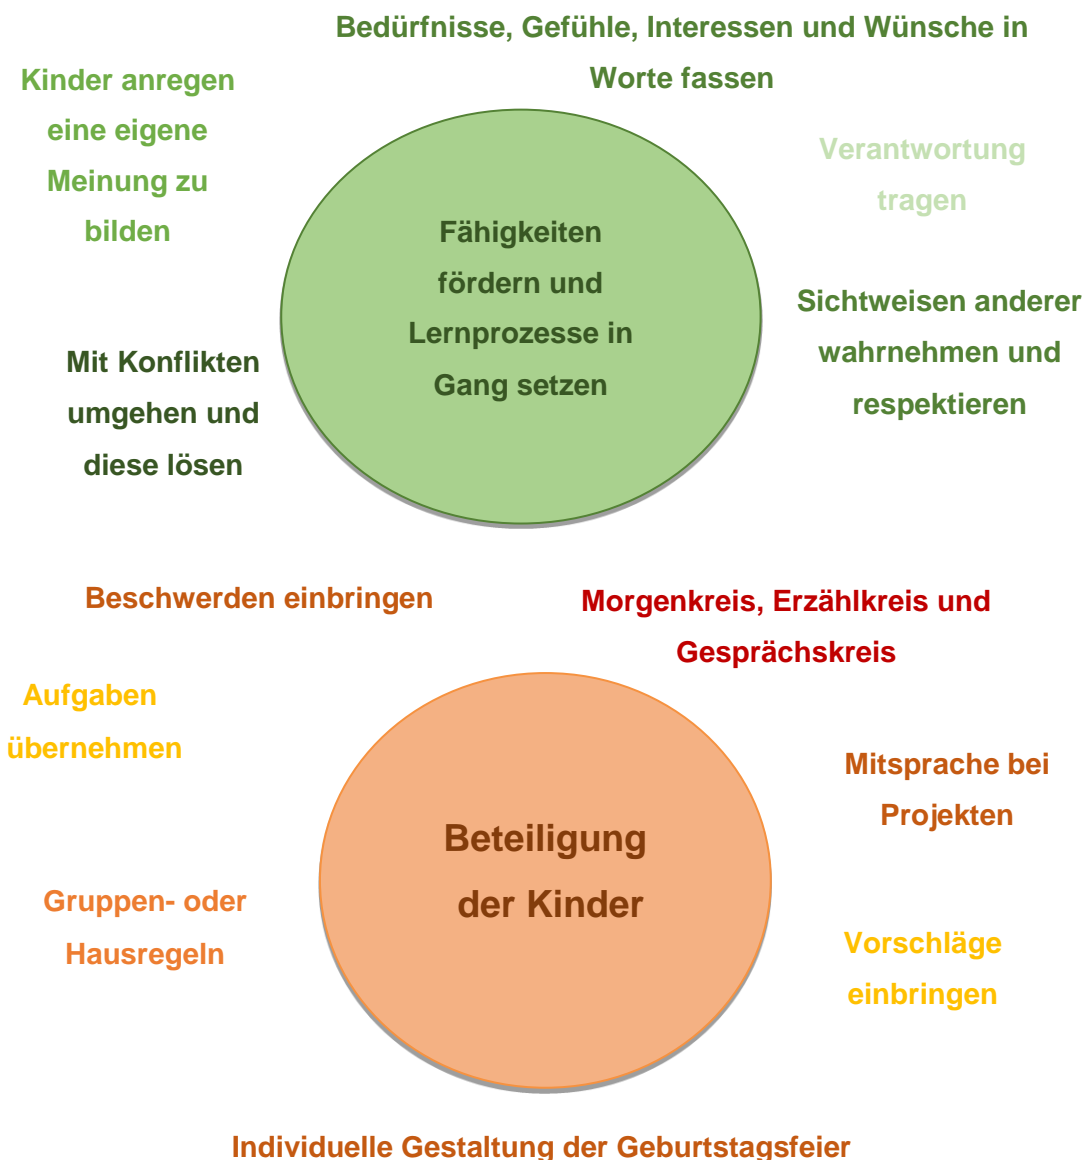 Bedürfnisse, Gefühle, Interessen und Wünsche in
Worte fassen
Kinder anregen
eine eigene
Meinung zu
bilden
Verantwortung
tragen
Fähigkeiten
fördern und
Lernprozesse in
Gang setzen
Sichtweisen anderer
wahrnehmen und
respektieren
Mit Konflikten
umgehen und
diese lösen
Beschwerden einbringen
Morgenkreis, Erzählkreis und
Gesprächskreis
Aufgaben
übernehmen
Mitsprache bei
Projekten
Beteiligung
der Kinder
Gruppen- oder
Hausregeln
Vorschläge
einbringen
Individuelle Gestaltung der Geburtstagsfeier